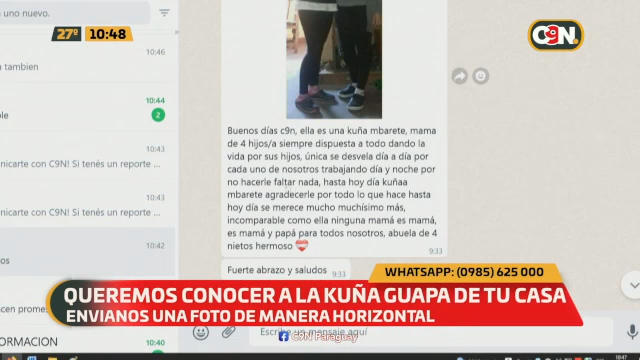 uno nuevo.
27º
10:48
C9N.
10:46
a tambien
10:44
ble
2
10:43
nicarte con C9N! Si tenés un reporte ...
10:43
nicarte con C9N! Si tenés un reporte ...
10:42
os
Buenos días c9n, ella es una kuña mbarete, mama
de 4 hijos/a siempre dispuesta a todo dando la
vida por sus hijos, única se desvela día a día por
cada uno de nosotros trabajando día y noche por
no hacerle faltar nada, hasta hoy día kuñaa
mbarete agradecerle por todo lo que hace hasta
hoy día se merece mucho muchísimo más,
incomparable como ella ninguna mamá es mamá,
es mamá y papá para todos nosotros, abuela de 4
nietos hermoso
9:33
Fuerte abrazo y saludos
9:33
WHATSAPP: (0985) 625 000
QUEREMOS CONOCER A LA KUÑA GUAPA DE TU CASA
ENVIANOS UNA FOTO DE MANERA HORIZONTAL
Escribe un mensaje aquí
C9N Paraguay
FORMACION
10:40
10:47